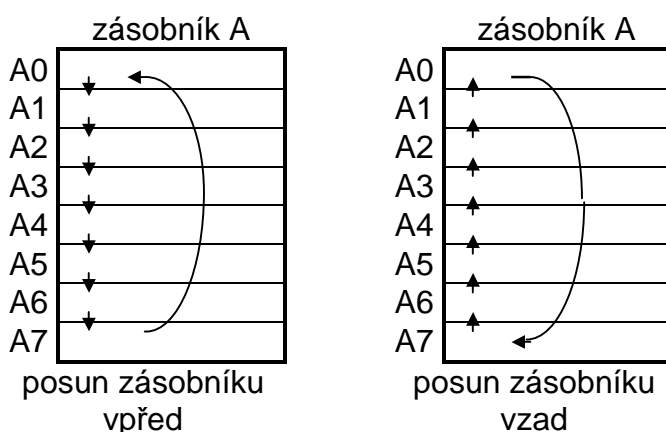 zásobník A
A0
A1
A2
A3
A4
A5
A6
A7
posun zásobníku
vpřed
zásobník A
A0
A1
A2
A3
A4
A5
A6
A7
posun zásobníku
vzad